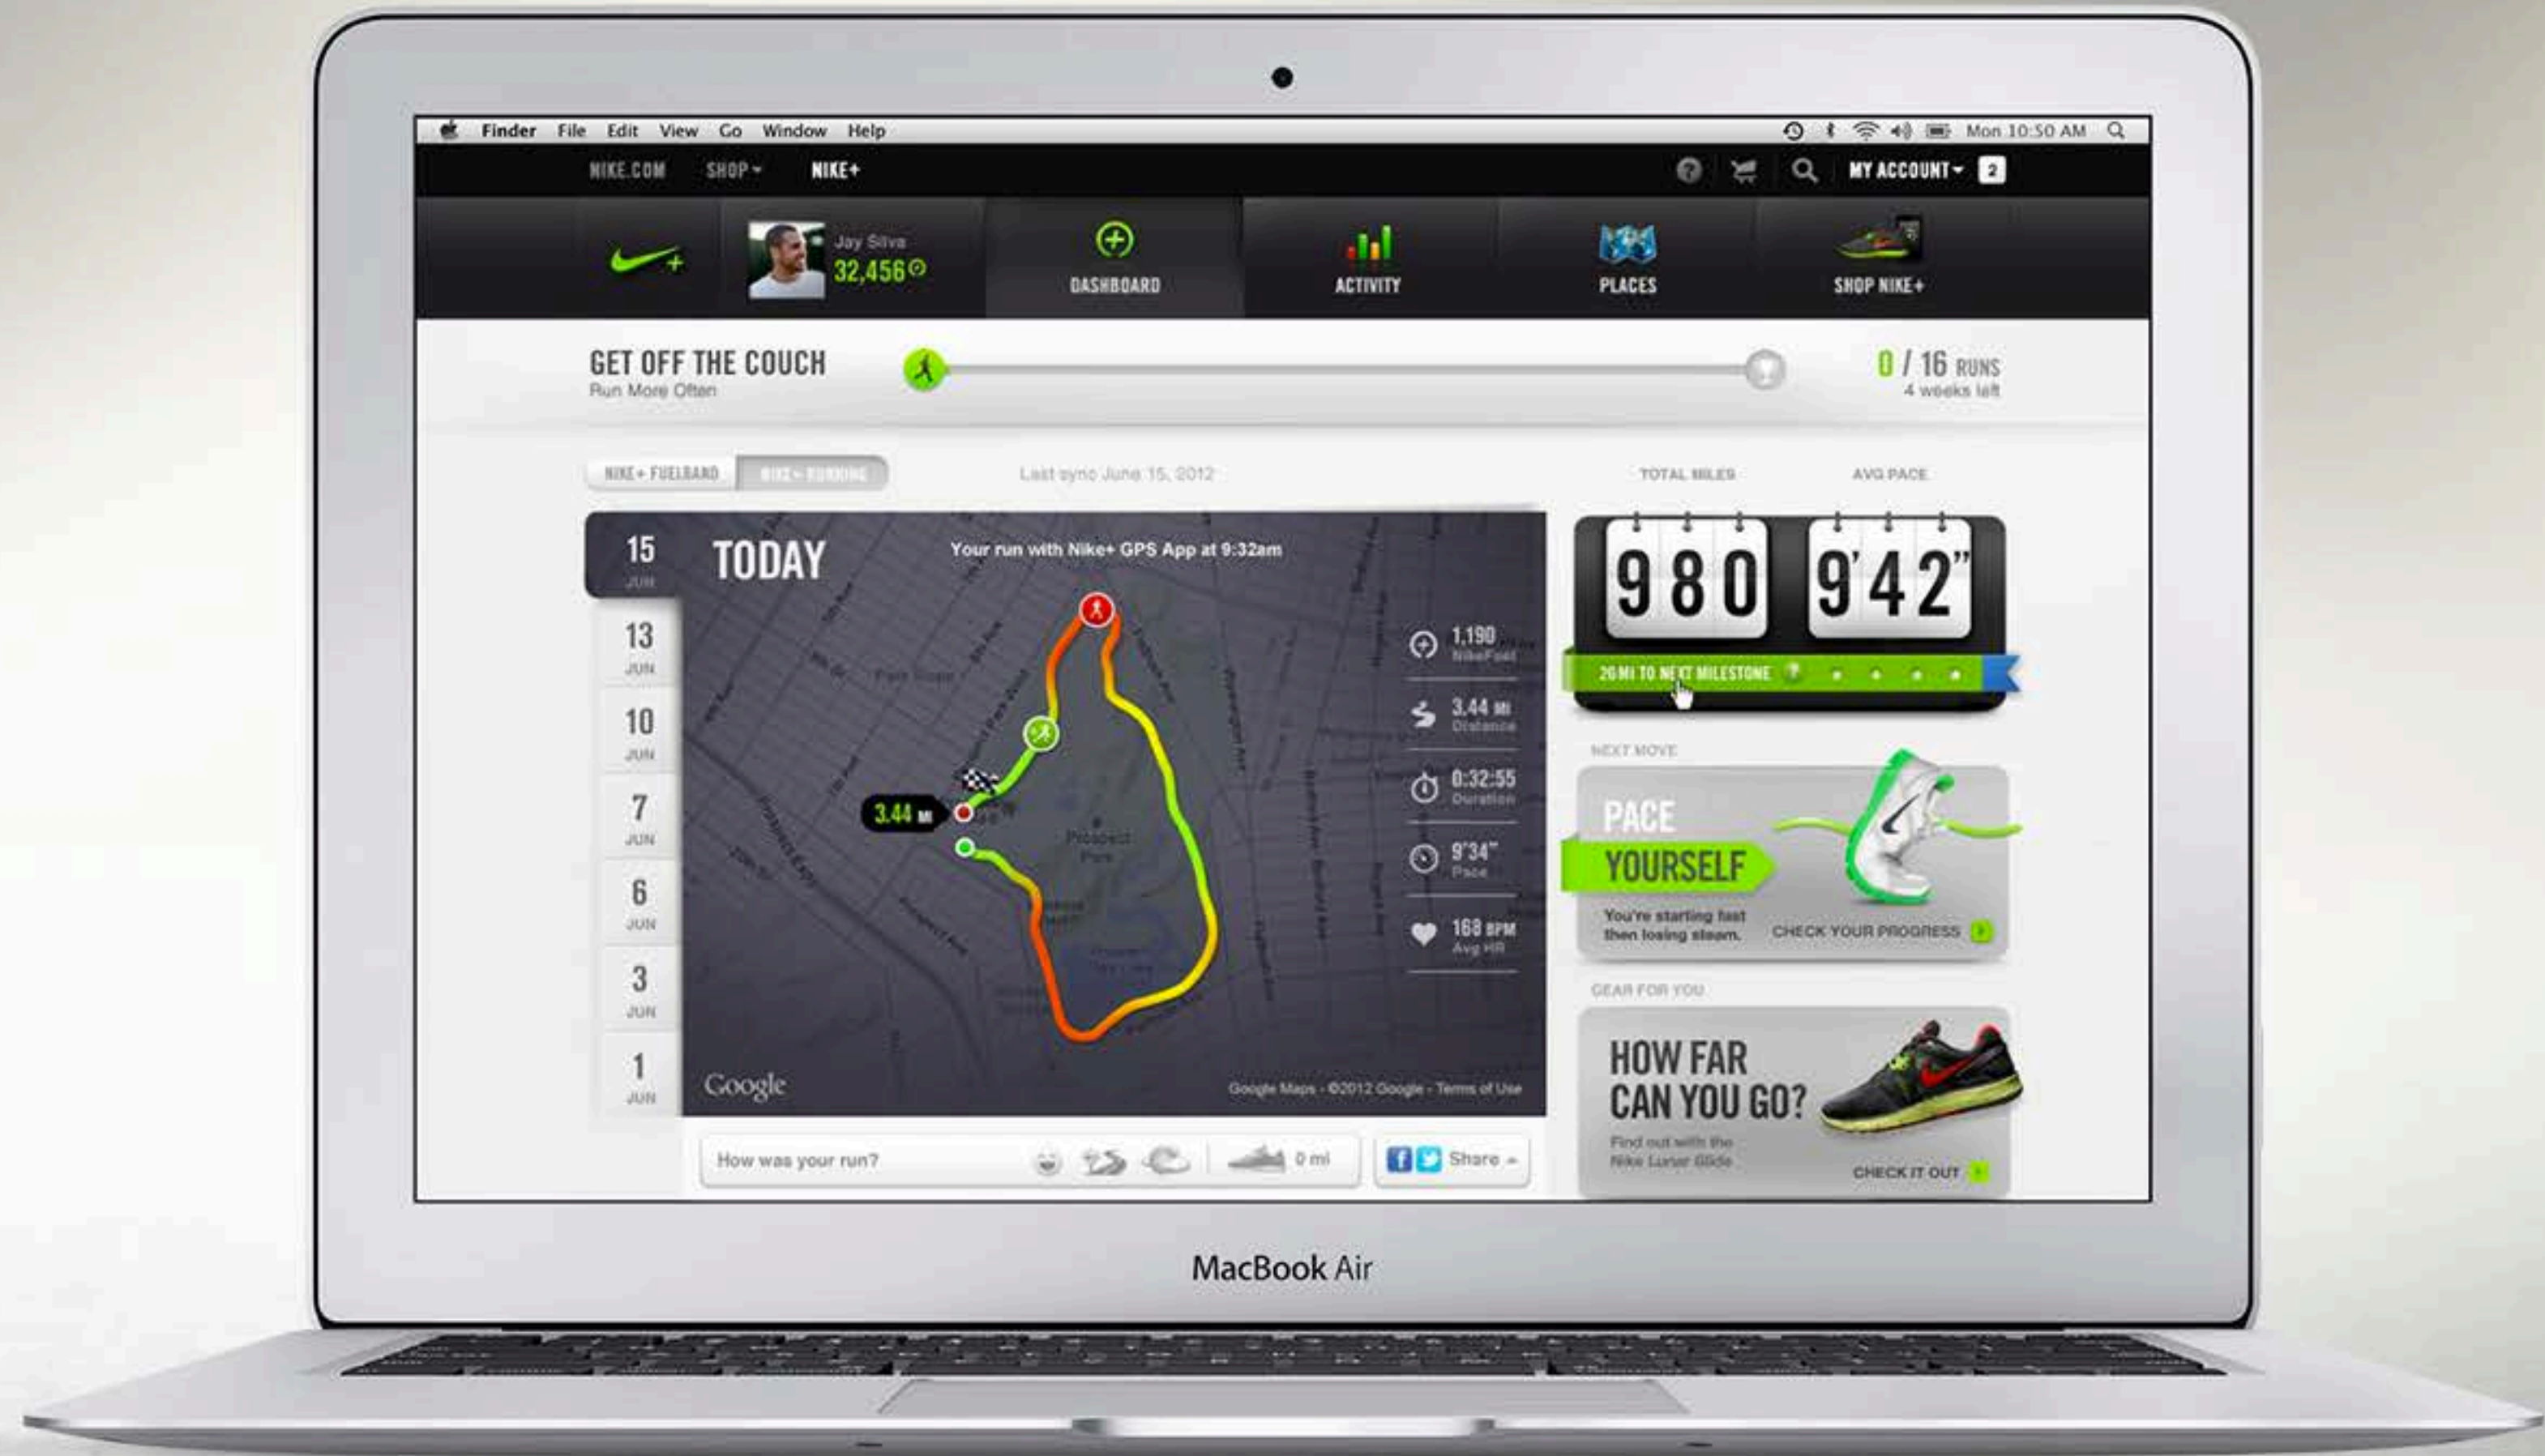 Finder File Edit View Go Window Help
Mon 10:50 AM
NIKE.COM SHOP NIKE+
MY ACCOUNT 2
Jay Silva
32,456
DASHBOARD
ACTIVITY
PLACES
SHOP NIKE+
GET OFF THE COUCH
Run More Often
0 / 16 RUNS
4 weeks left
NIKE+ FUELBAND
NIKE+ RUNNING
Last sync June 15, 2012
TOTAL MILES
AVG PACE
15
JUN
13
JUN
10
JUN
7
JUN
6
JUN
3
JUN
1
JUN
TODAY
Your run with Nike+ GPS App at 9:32am
Park Slope
Prospect
Park
Prospect Ave
3.44 MI
1,190
NikeFuel
3.44 MI
Distance
0:32:55
Duration
9'34"
Pace
168 BPM
Avg HR
Google
Google Maps - ©2012 Google - Terms of Use
How was your run?
0 mi
Share
980
9'42"
20 MI TO NEXT MILESTONE
NEXT MOVE
PACE
YOURSELF
You're starting fast
then losing steam.
CHECK YOUR PROGRESS
GEAR FOR YOU
HOW FAR
CAN YOU GO?
Find out with the
Nike Lunar Glide
CHECK IT OUT
MacBook Air